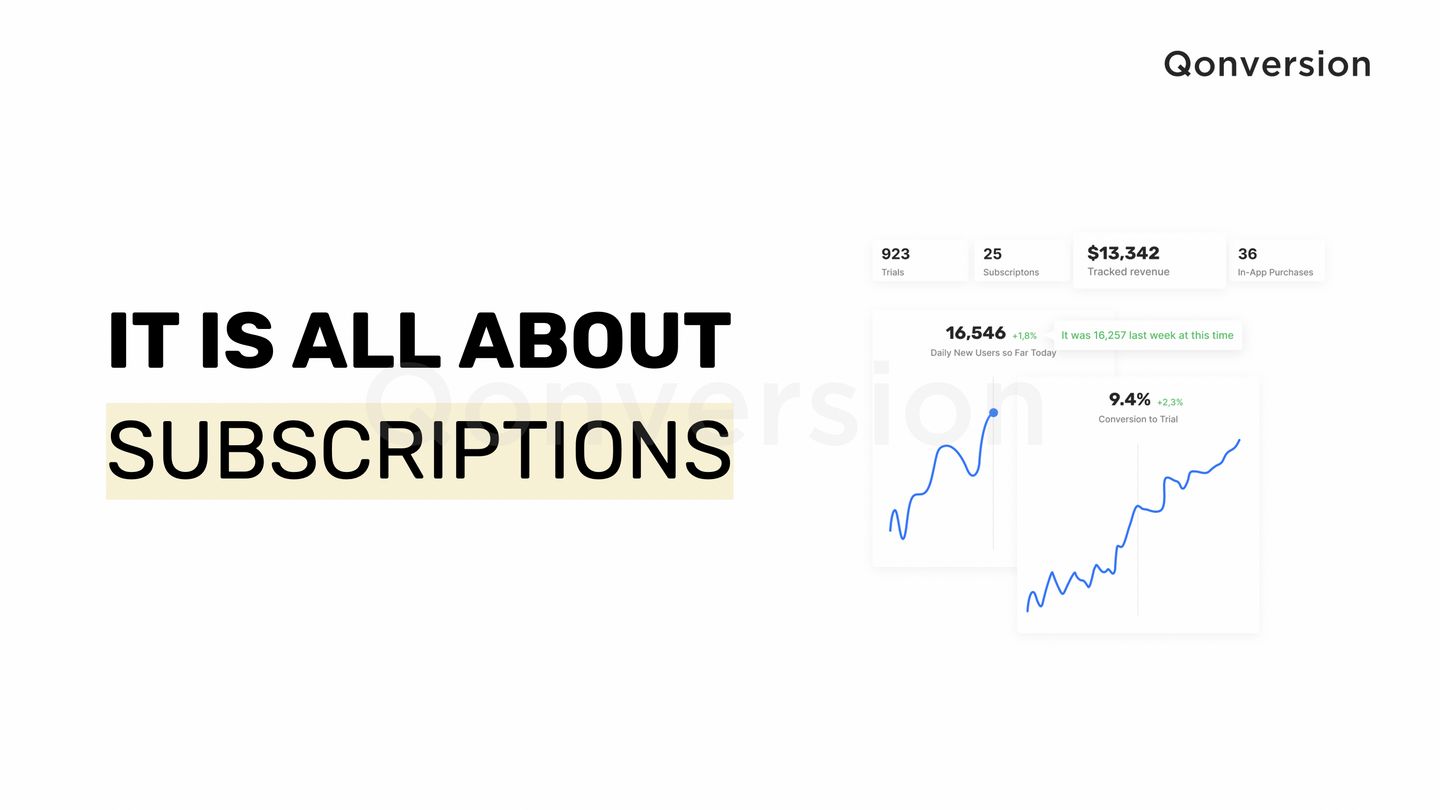 Qonversion
IT IS ALL ABOUT
SUBSCRIPTIONS
923
Trials
25
Subscriptons
$13,342
Tracked revenue
36
In-App Purchases
16,546 +1,8%
It was 16,257 last week at this time
Daily New Users so Far Today
9.4% +2,3%
Conversion to Trial
Qonversion